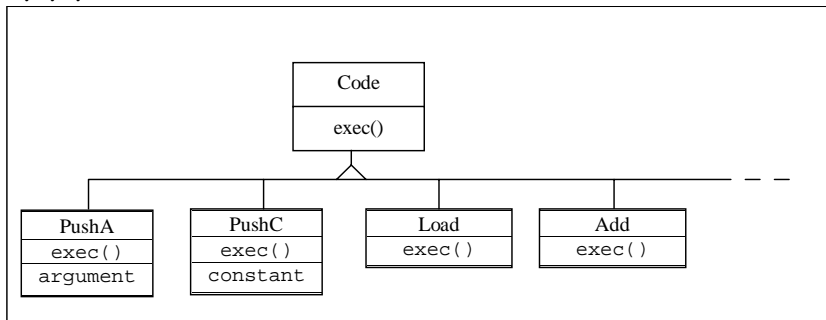 Code
exec()
PushA
exec()
argument
PushC
exec()
constant
Load
exec()
Add
exec()